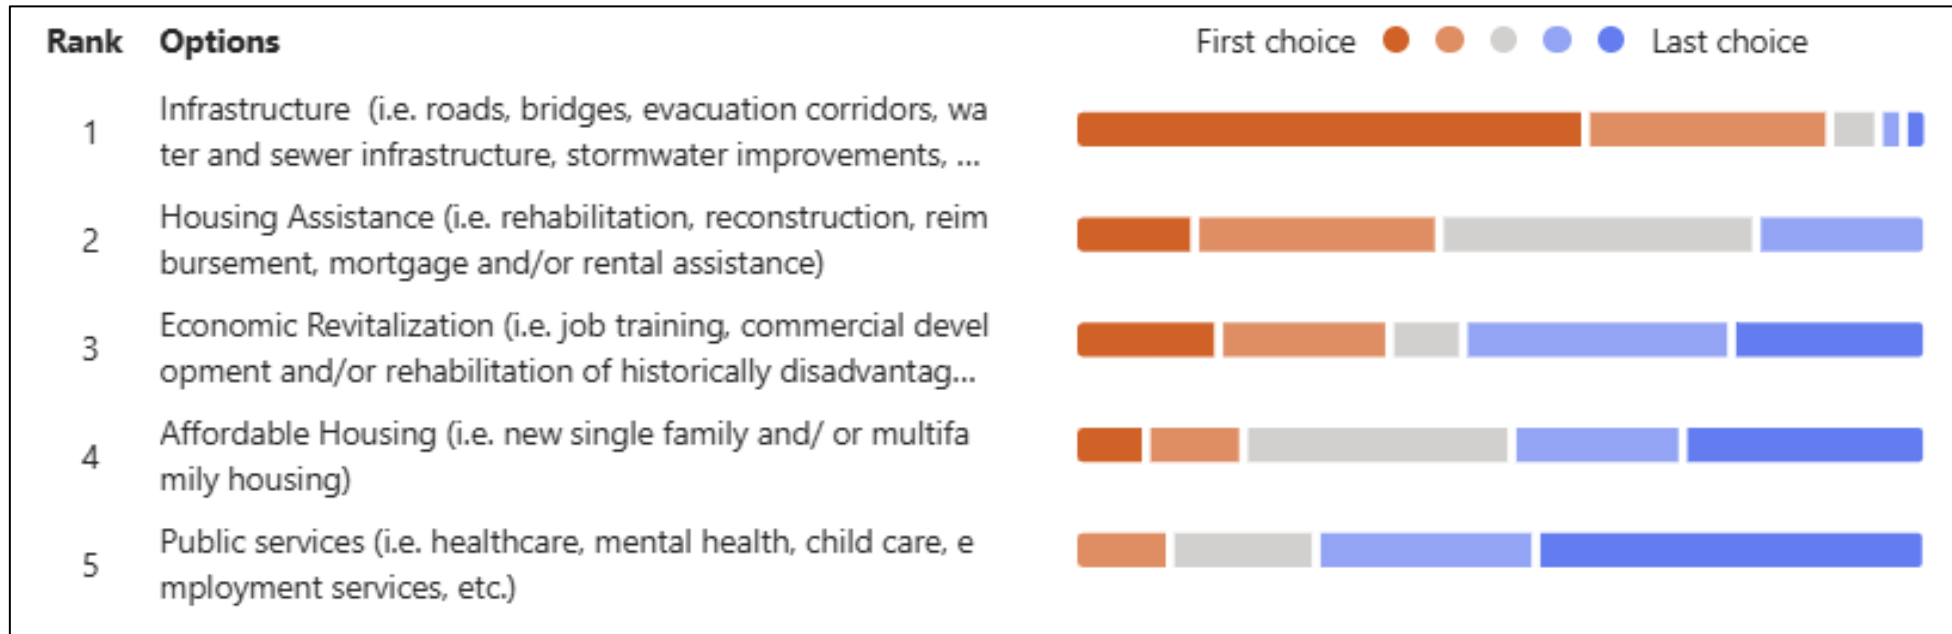 Rank Options First choice Last choice
1 Infrastructure (i.e. roads, bridges, evacuation corridors, wa
ter and sewer infrastructure, stormwater improvements, ...
2 Housing Assistance (i.e. rehabilitation, reconstruction, reim
bursement, mortgage and/or rental assistance)
3 Economic Revitalization (i.e. job training, commercial devel
opment and/or rehabilitation of historically disadvantag...
4 Affordable Housing (i.e. new single family and/ or multifa
mily housing)
5 Public services (i.e. healthcare, mental health, child care, e
mployment services, etc.)